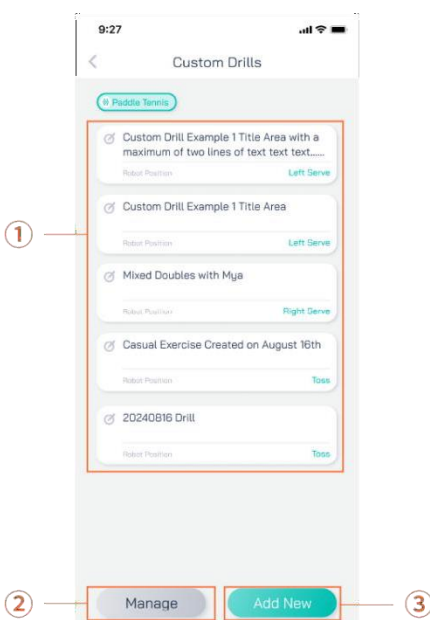 9:27
Custom Drills
Paddle Tennis
Custom Drill Example 1 Title Area with a
maximum of two lines of text text text......
Robot Position
Left Serve
Custom Drill Example 1 Title Area
Robot Position
Left Serve
Mixed Doubles with Mya
Robot Position
Right Serve
Casual Exercise Created on August 16th
Robot Position
Toss
20240816 Drill
Robot Position
Toss
Manage
Add New
1
2
3